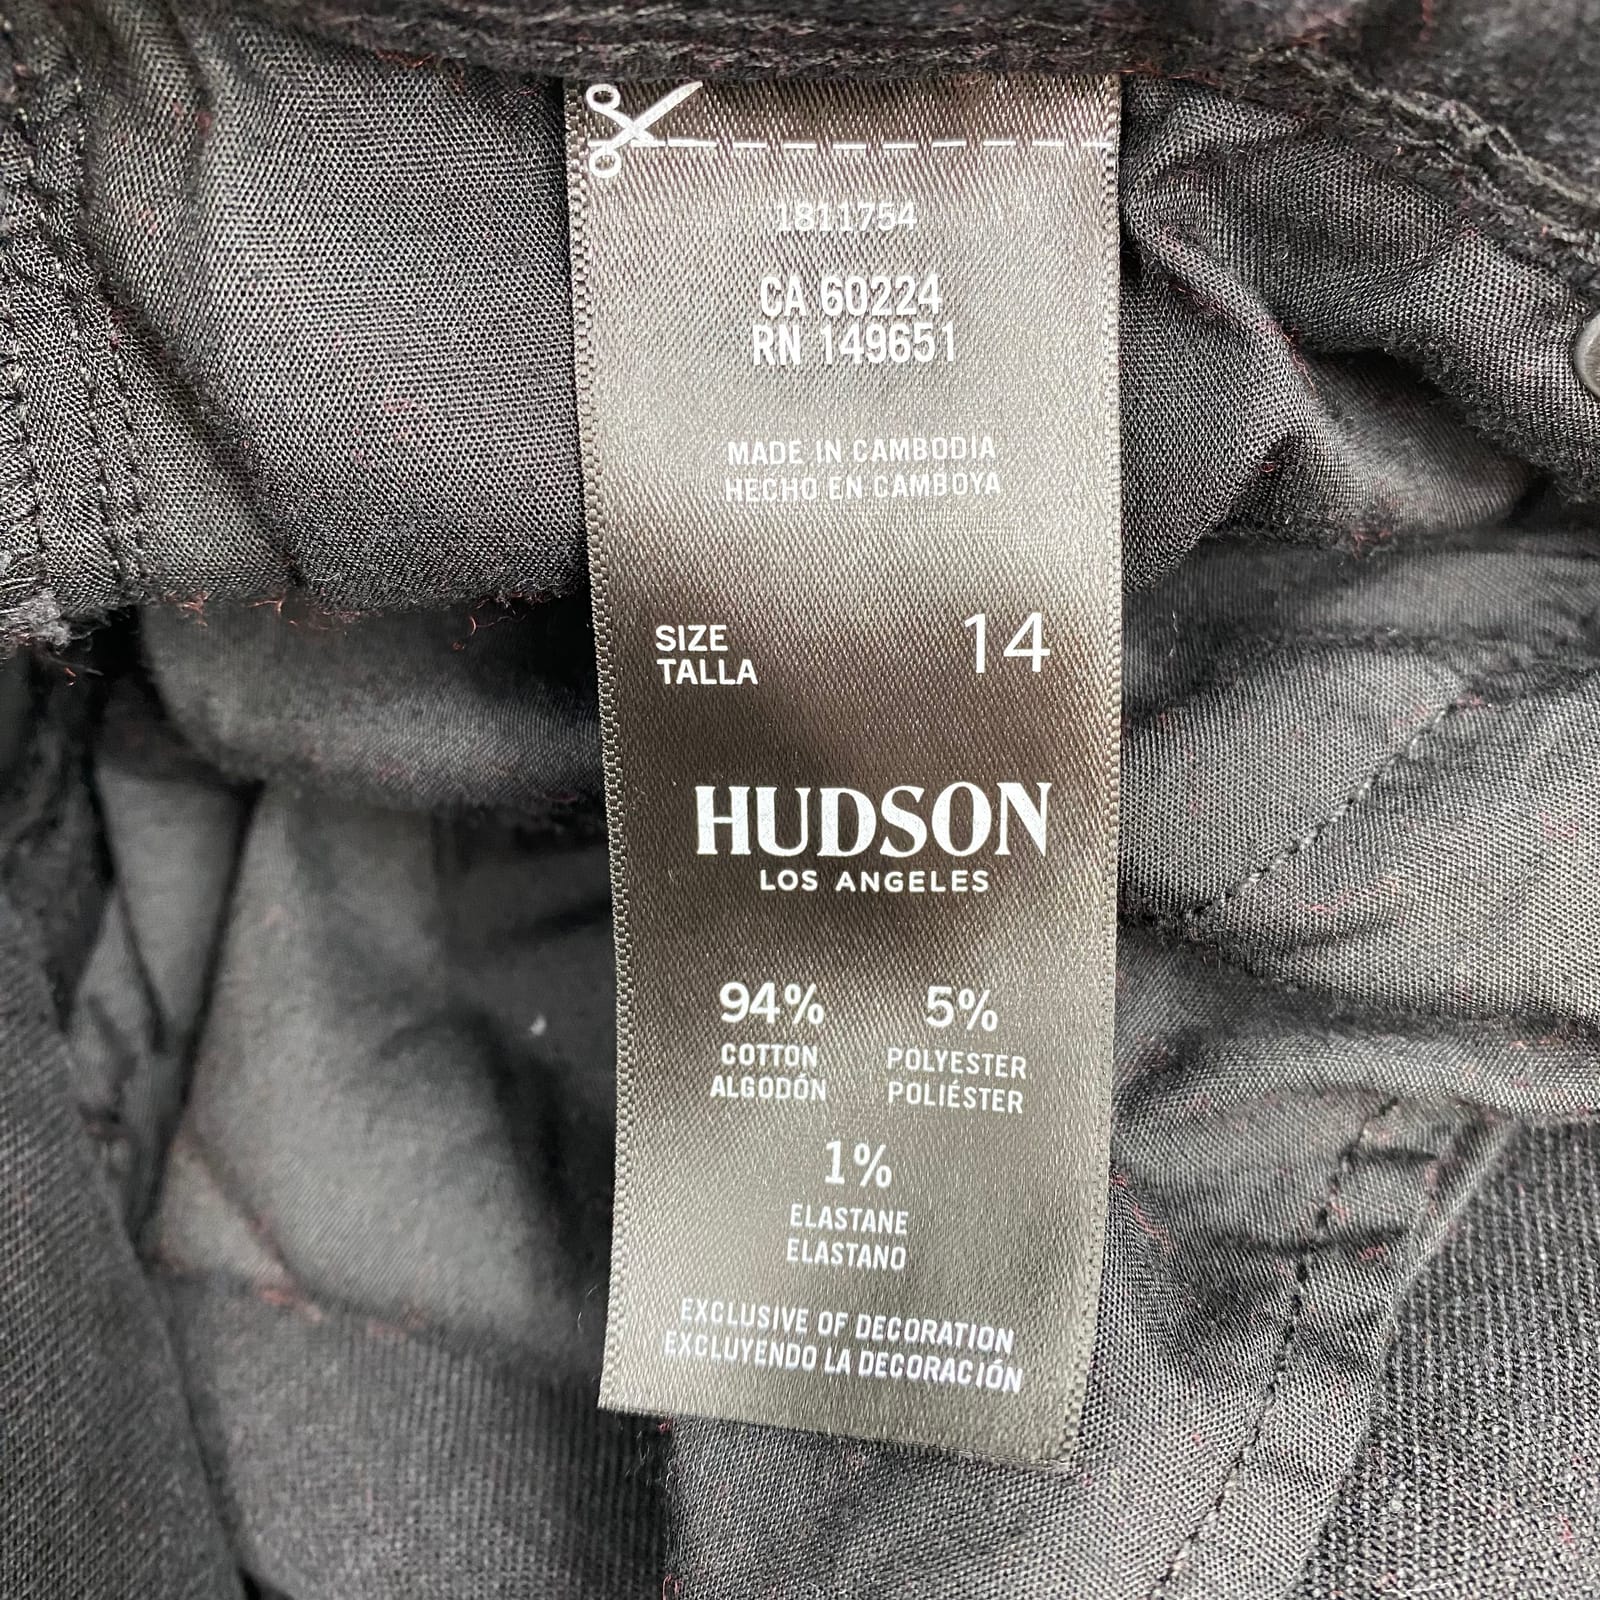 1811754
CA 60224
RN 149651
MADE IN CAMBODIA
HECHO EN CAMBOYA
SIZE 14
TALLA
HUDSON
LOS ANGELES
94% 5%
COTTON POLYESTER
ALGODÓN POLIÉSTER
1%
ELASTANE
ELASTANO
EXCLUSIVE OF DECORATION
EXCLUYENDO LA DECORACIÓN